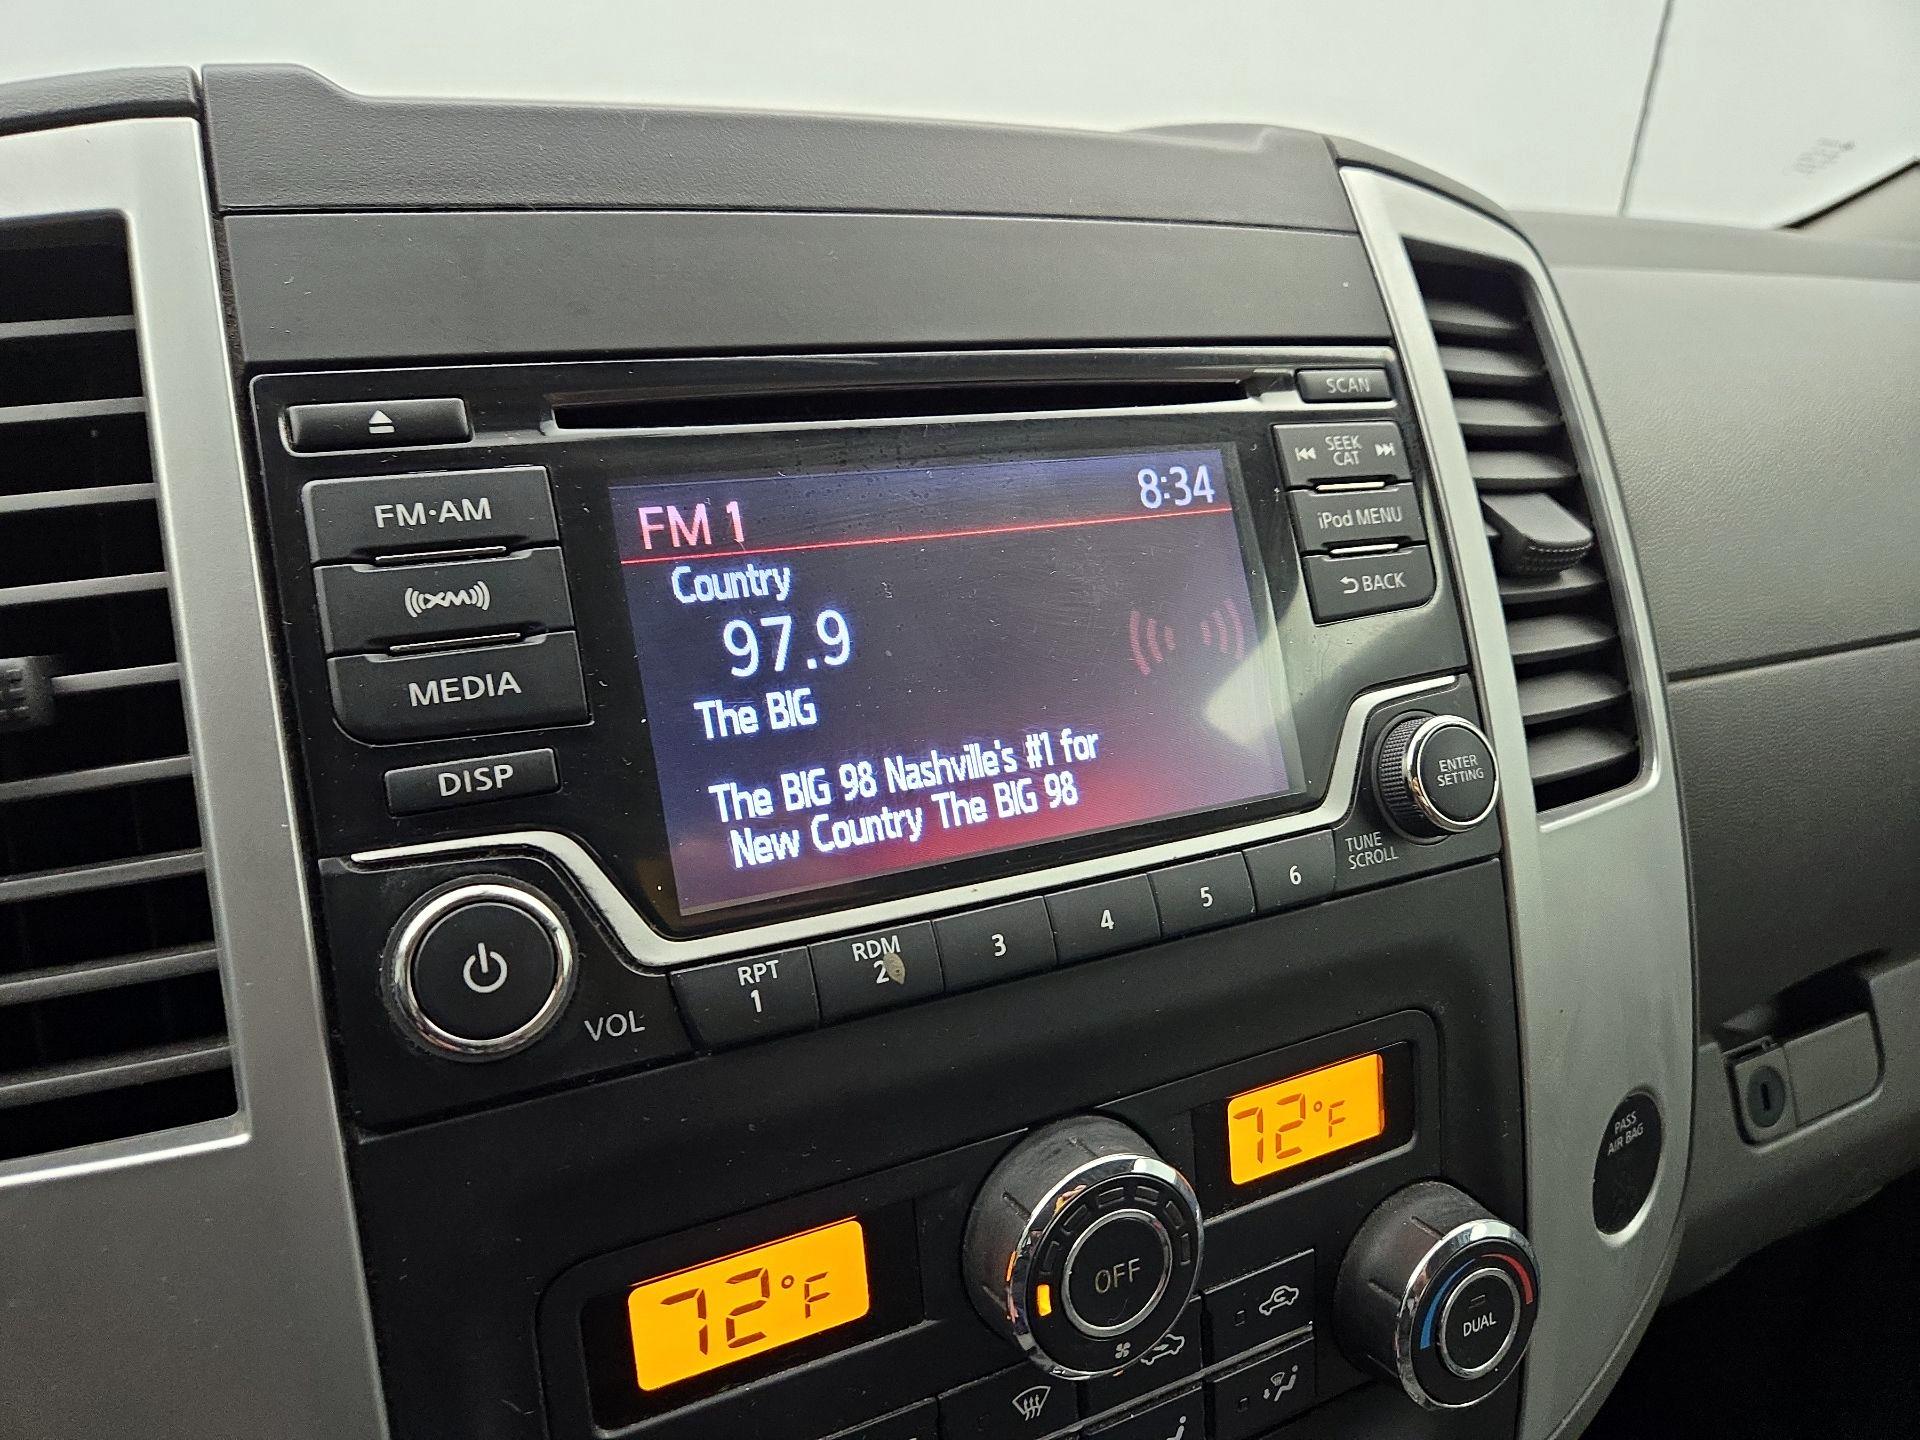 SCAN
SEEK
CAT
FM·AM
8:34
FM 1
iPod MENU
Country
XM
BACK
97.9
MEDIA
The BIG
DISP
The BIG 98 Nashville's #1 for
New Country The BIG 98
ENTER
SETTING
TUNE
SCROLL
VOL
RPT
1
RDM
2
3
4
5
6
72°F
72°F
OFF
DUAL
PASS
AIR BAG